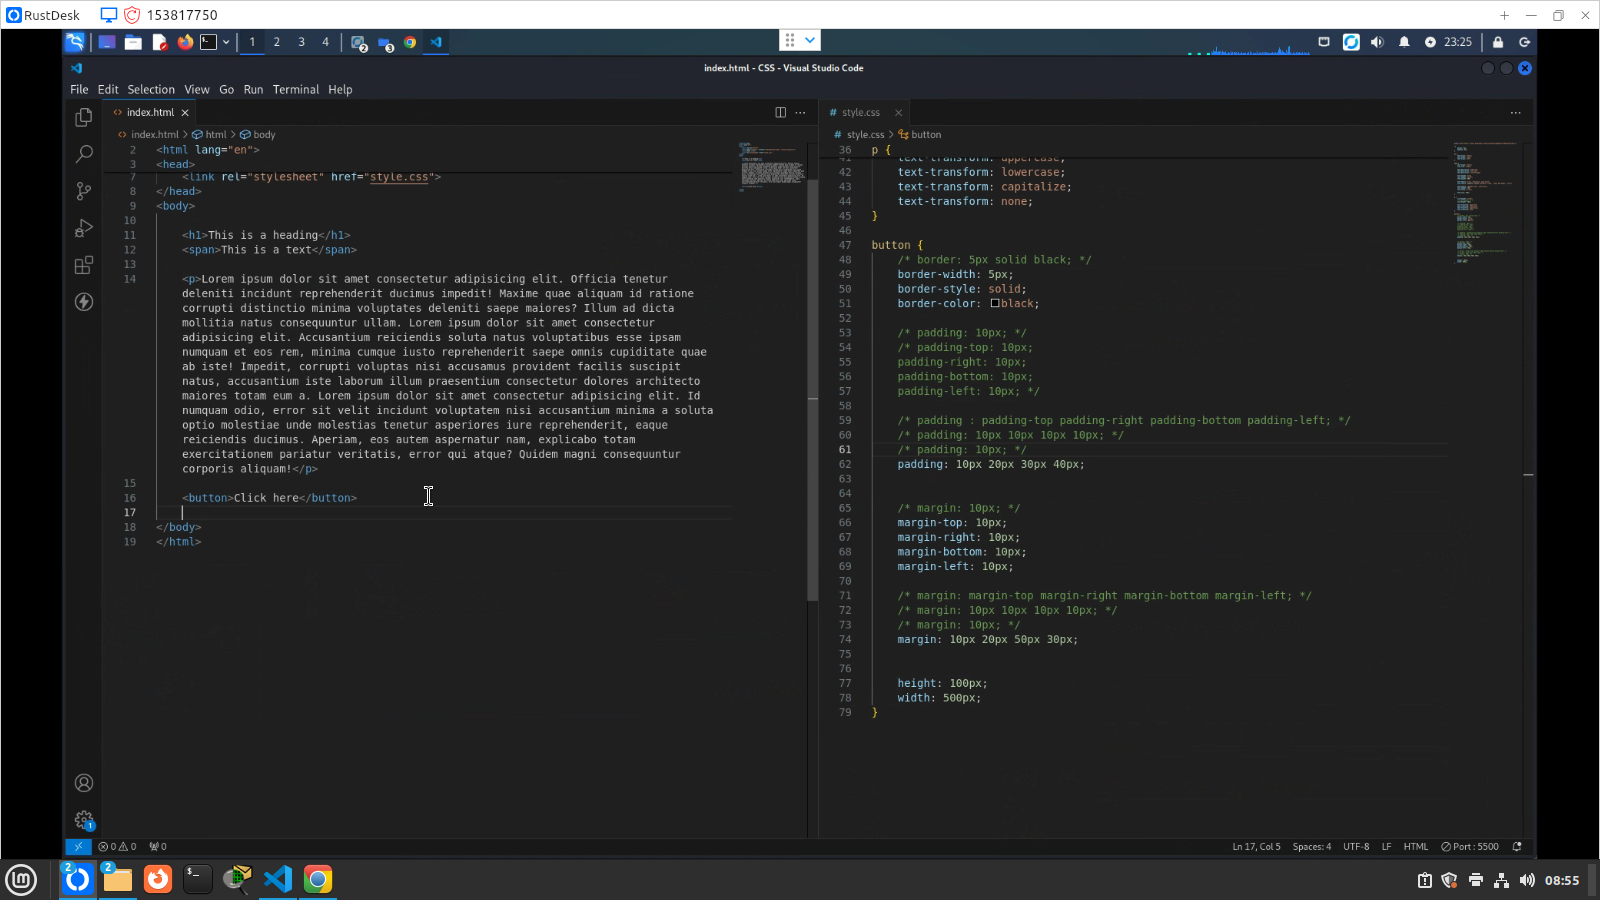 RustDesk
153817750
1
2
3
4
2
3
23:25
index.html - CSS - Visual Studio Code
File Edit Selection View Go Run Terminal Help
index.html
index.html > html > body
2 <html lang="en">
3 <head>
7 <link rel="stylesheet" href="style.css">
8 </head>
9 <body>
10
11 <h1>This is a heading</h1>
12 <span>This is a text</span>
13
14 <p>Lorem ipsum dolor sit amet consectetur adipisicing elit. Officia tenetur
deleniti incidunt reprehenderit ducimus impedit! Maxime quae aliquam id ratione
corrupti distinctio minima voluptates deleniti saepe maiores? Illum ad dicta
mollitia natus consequuntur ullam. Lorem ipsum dolor sit amet consectetur
adipisicing elit. Accusantium reiciendis soluta natus voluptatibus esse ipsam
numquam et eos rem, minima cumque iusto reprehenderit saepe omnis cupiditate quae
ab iste! Impedit, corrupti voluptas nisi accusamus provident facilis suscipit
natus, accusantium iste laborum illum praesentium consectetur dolores architecto
maiores totam eum a. Lorem ipsum dolor sit amet consectetur adipisicing elit. Id
numquam odio, error sit velit incidunt voluptatem nisi accusantium minima a soluta
optio molestiae unde molestias tenetur asperiores iure reprehenderit, eaque
reiciendis ducimus. Aperiam, eos autem aspernatur nam, explicabo totam
exercitationem pariatur veritatis, error qui atque? Quidem magni consequuntur
corporis aliquam!</p>
15
16 <button>Click here</button>
17
18 </body>
19 </html>
style.css
style.css > button
36 p {
41 text-transform: uppercase;
42 text-transform: lowercase;
43 text-transform: capitalize;
44 text-transform: none;
45 }
46
47 button {
48 /* border: 5px solid black; */
49 border-width: 5px;
50 border-style: solid;
51 border-color: black;
52
53 /* padding: 10px; */
54 /* padding-top: 10px;
55 padding-right: 10px;
56 padding-bottom: 10px;
57 padding-left: 10px; */
58
59 /* padding : padding-top padding-right padding-bottom padding-left; */
60 /* padding: 10px 10px 10px 10px; */
61 /* padding: 10px; */
62 padding: 10px 20px 30px 40px;
63
64
65 /* margin: 10px; */
66 margin-top: 10px;
67 margin-right: 10px;
68 margin-bottom: 10px;
69 margin-left: 10px;
70
71 /* margin: margin-top margin-right margin-bottom margin-left; */
72 /* margin: 10px 10px 10px 10px; */
73 /* margin: 10px; */
74 margin: 10px 20px 50px 30px;
75
76
77 height: 100px;
78 width: 500px;
79 }
1
0 0 0
Ln 17, Col 5 Spaces: 4 UTF-8 LF HTML Port : 5500
2
2
08:55